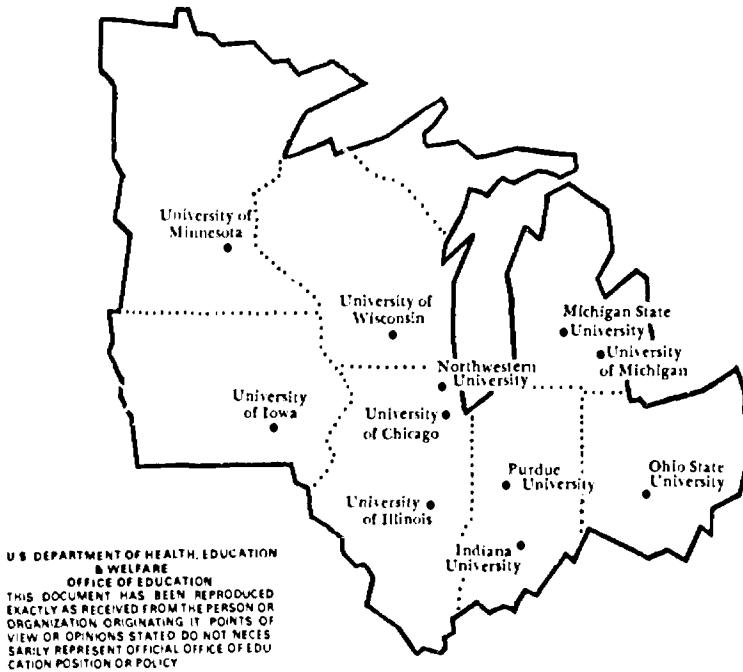 University of
Minnesota
University of
Wisconsin
Michigan State
University
University
of Michigan
Northwestern
University
University
of Iowa
University
of Chicago
Purdue
University
Ohio State
University
University
of Illinois
Indiana
University
U S DEPARTMENT OF HEALTH, EDUCATION
& WELFARE
OFFICE OF EDUCATION
THIS DOCUMENT HAS BEEN REPRODUCED
EXACTLY AS RECEIVED FROM THE PERSON OR
ORGANIZATION ORIGINATING IT POINTS OF
VIEW OR OPINIONS STATED DO NOT NECES
SARILY REPRESENT OFFICIAL OFFICE OF EDU
CATION POSITION OR POLICY